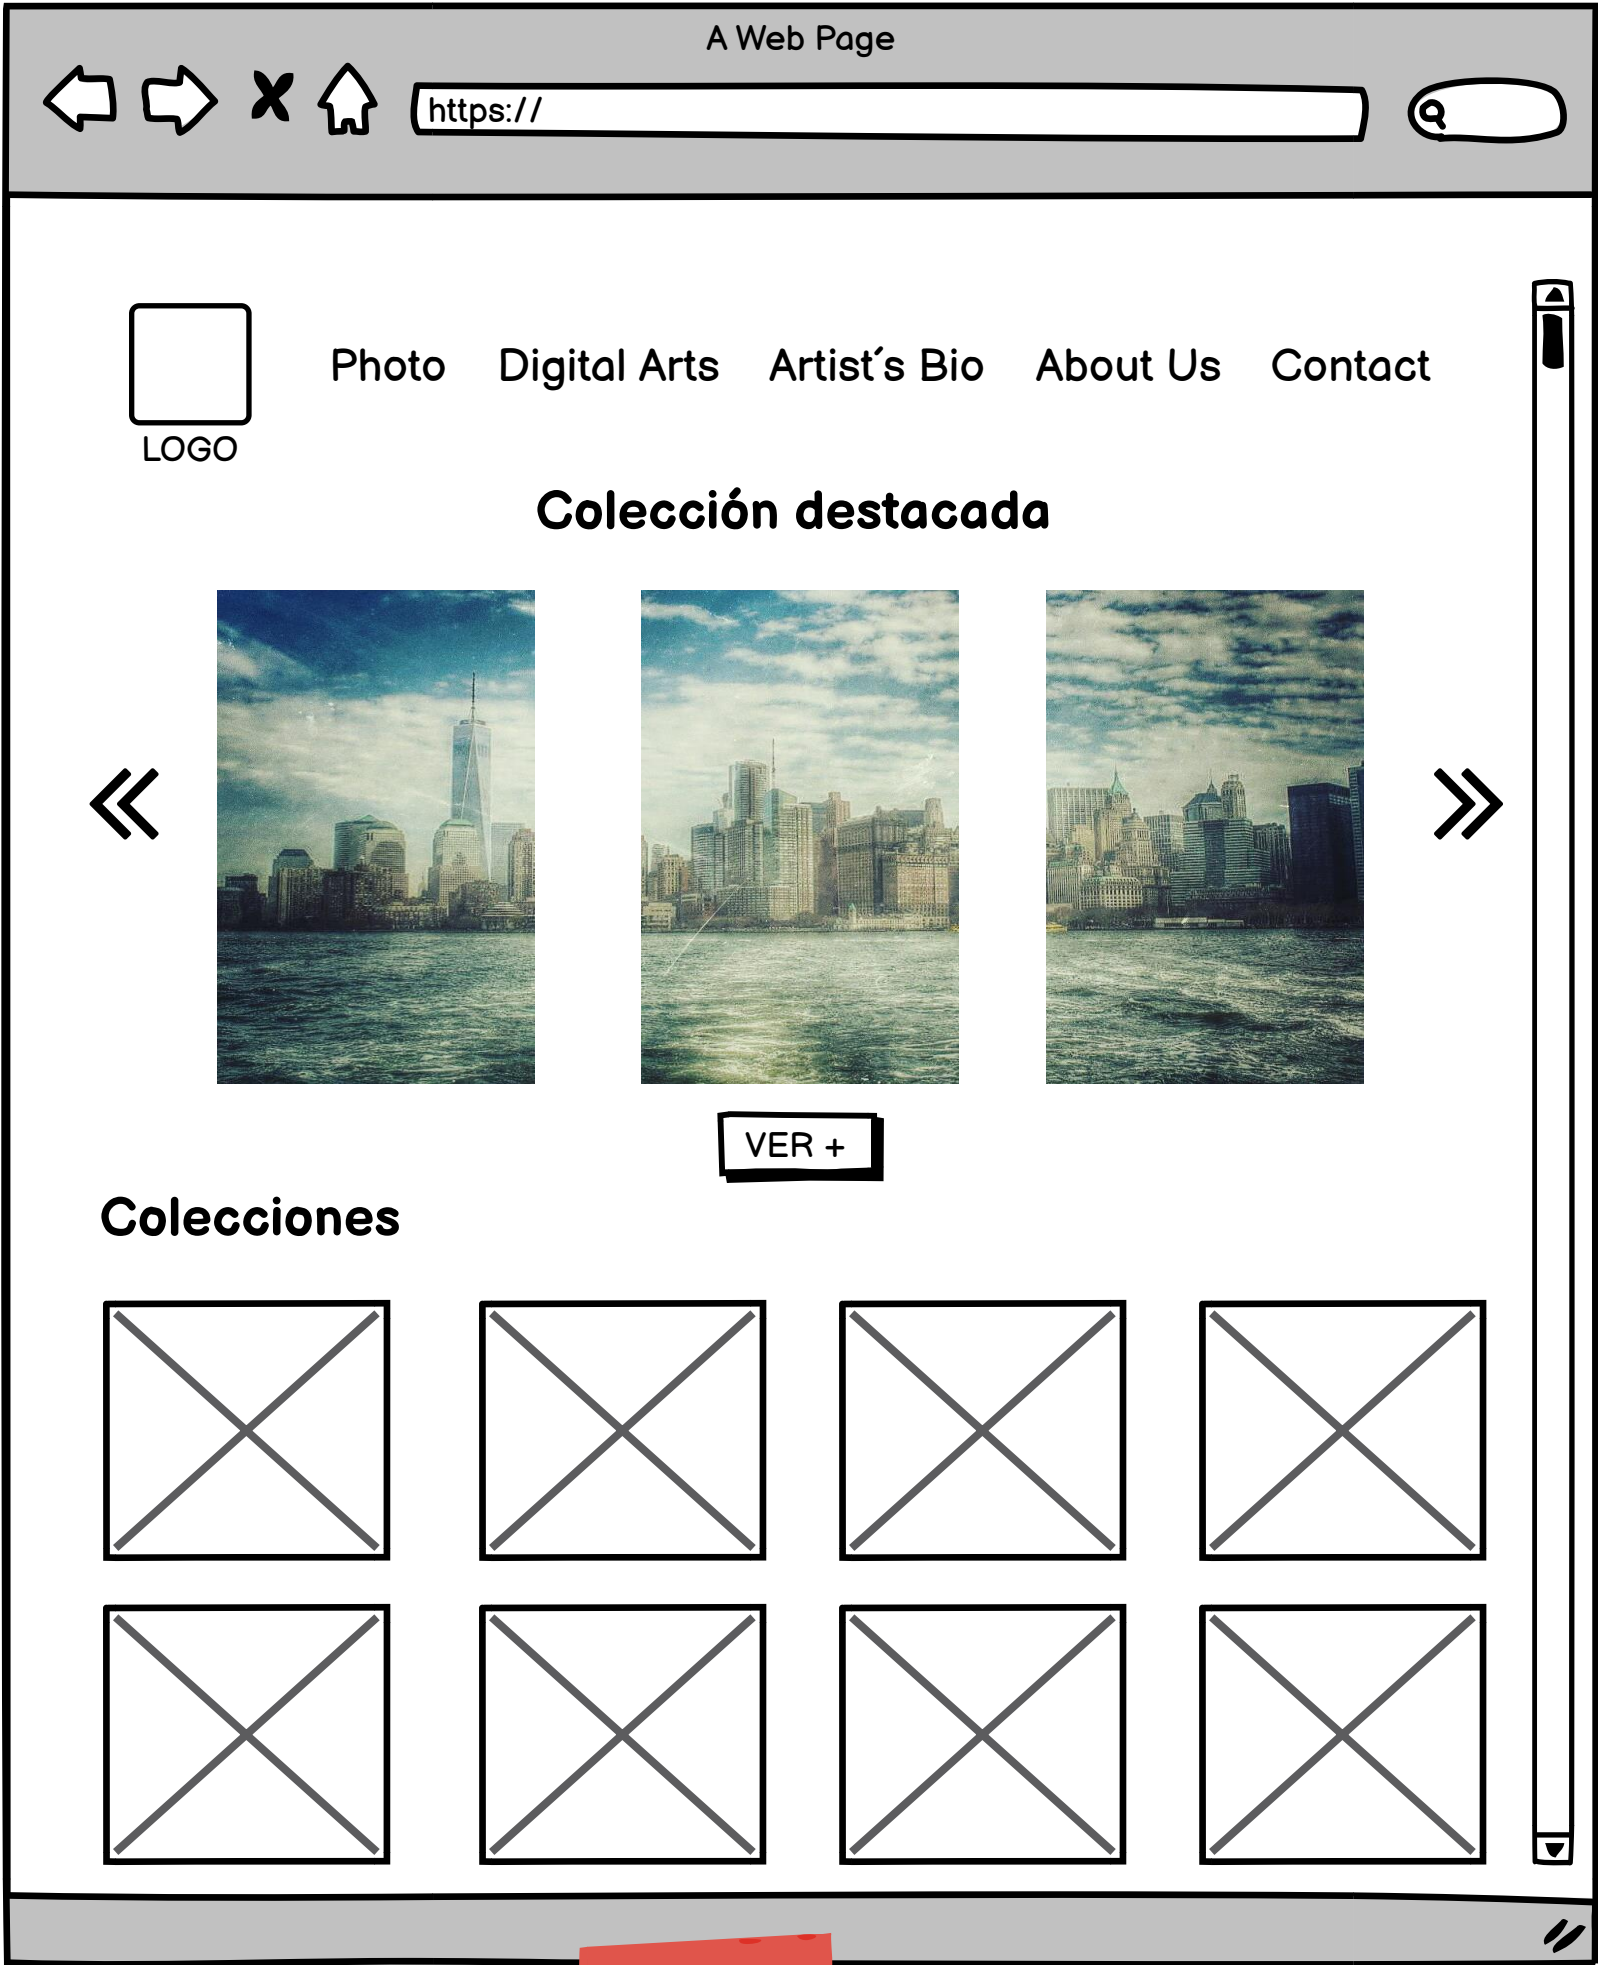 A Web Page
https://
Photo Digital Arts Artist´s Bio About Us Contact
LOGO
Colección destacada
VER +
Colecciones